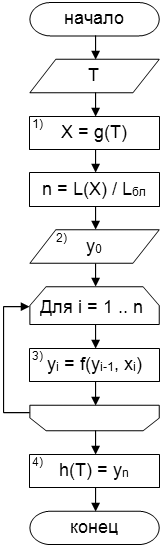 начало
T
1) X = g(T)
n = L(X) / Lбл
2) y0
Для i = 1 .. n
3) yi = f(yi-1, xi)
4) h(T) = yn
конец